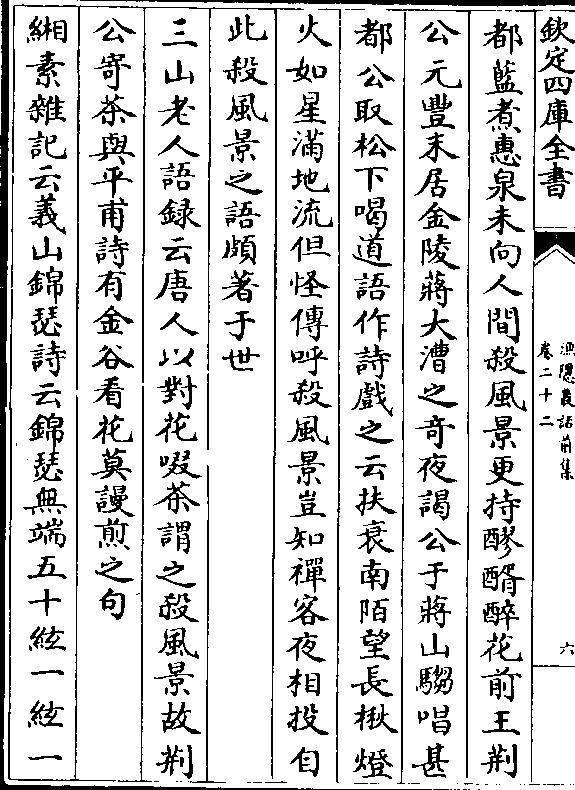 欽定四庫全書
漁隱叢話前集
卷二十二
六
都藍煮惠泉未向人間殺風景更持醪醑醉花前王荆
公元豐末居金陵蔣大漕之竒夜謁公于蔣山騶唱甚
都公取松下喝道語作詩戲之云扶衰南陌望長楸燈
火如星滿地流但怪傳呼殺風景豈知禪客夜相投自
此殺風景之語頗著于世
三山老人語録云唐人以對花啜茶謂之殺風景故荆
公寄茶與平甫詩有金谷看花莫謾煎之句
緗素雜記云義山錦瑟詩云錦瑟無端五十絃一絃一